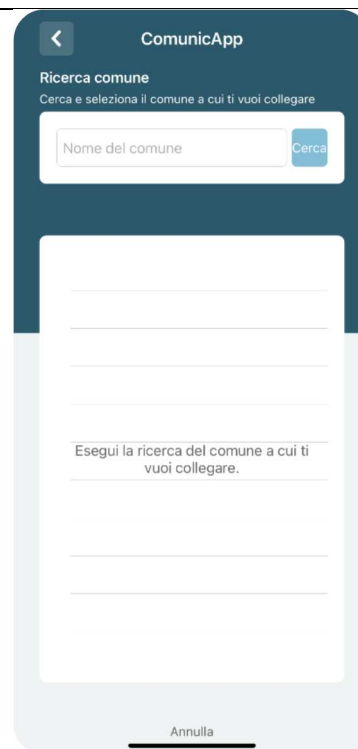 ComunicApp
Ricerca comune
Cerca e seleziona il comune a cui ti vuoi collegare
Nome del comune
Cerca
Esegui la ricerca del comune a cui ti
vuoi collegare.
Annulla